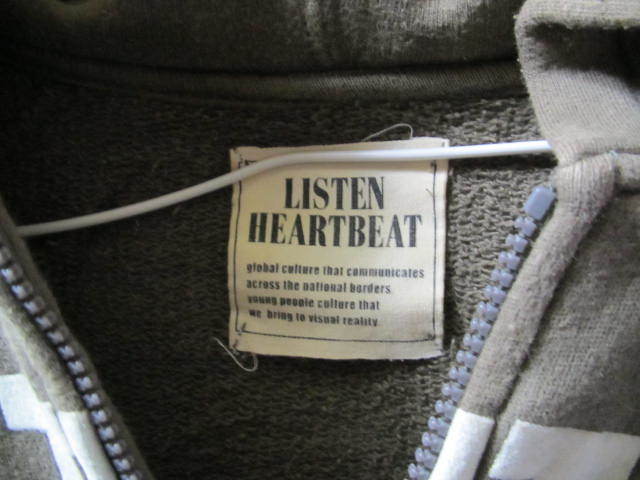 LISTEN
HEARTBEAT
global culture that communicates
across the national borders.
young people culture that
we bring to visual reality.